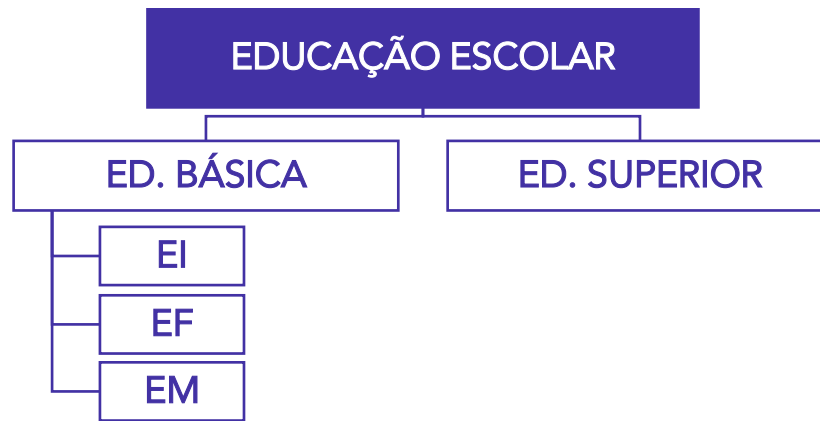 EDUCAÇÃO ESCOLAR
ED. BÁSICA
ED. SUPERIOR
EI
EF
EM